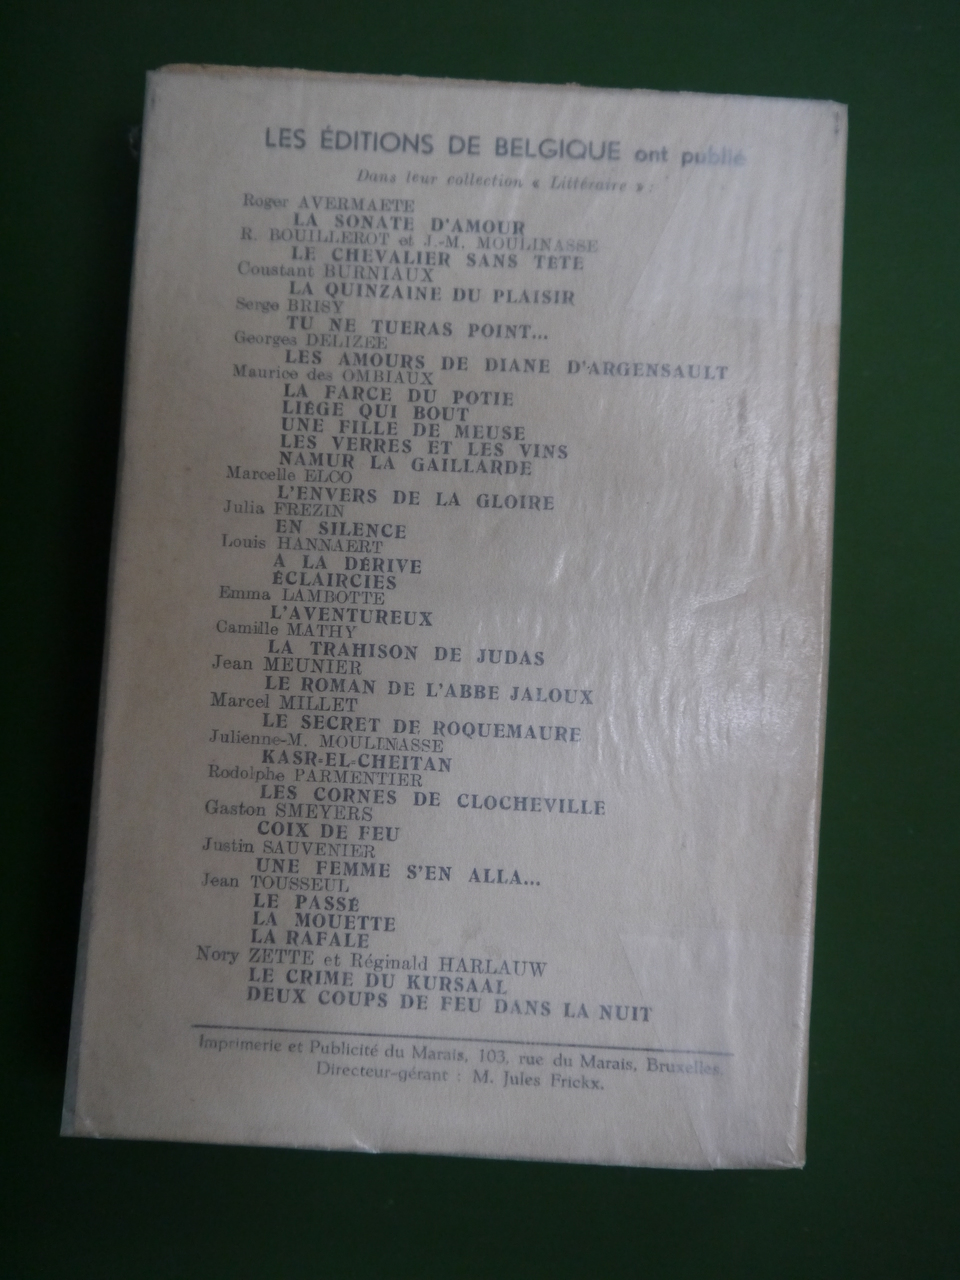 LES ÉDITIONS DE BELGIQUE ont publié
Dans leur collection « Littéraire » :
Roger AVERMAETE
LA SONATE D'AMOUR
R. BOUILLEROT et J.-M. MOULINASSE
LE CHEVALIER SANS TÊTE
Constant BURNIAUX
LA QUINZAINE DU PLAISIR
Serge BRISY
TU NE TUERAS POINT...
Georges DELIZÉE
LES AMOURS DE DIANE D'ARGENSAULT
Maurice des OMBIAUX
LA FARCE DU POTIE
LIÉGE QUI BOUT
UNE FILLE DE MEUSE
LES VERRES ET LES VINS
NAMUR LA GAILLARDE
Marcelle ELCO
L'ENVERS DE LA GLOIRE
Julia FREZIN
EN SILENCE
Louis HANNAERT
A LA DÉRIVE
ÉCLAIRCIES
Emma LAMBOTTE
L'AVENTUREUX
Camille MATHY
LA TRAHISON DE JUDAS
Jean MEUNIER
LE ROMAN DE L'ABBE JALOUX
Marcel MILLET
LE SECRET DE ROQUEMAURE
Julienne-M. MOULINASSE
KASR-EL-CHEITAN
Rodolphe PARMENTIER
LES CORNES DE CLOCHEVILLE
Gaston SMEYERS
COIX DE FEU
Justin SAUVENIER
UNE FEMME S'EN ALLA...
Jean TOUSSEUL
LE PASSÉ
LA MOUETTE
LA RAFALE
Nory ZETTE et Réginald HARLAUW
LE CRIME DU KURSAAL
DEUX COUPS DE FEU DANS LA NUIT
Imprimerie et Publicité du Marais, 103, rue du Marais, Bruxelles.
Directeur-gérant : M. Jules Frickx.